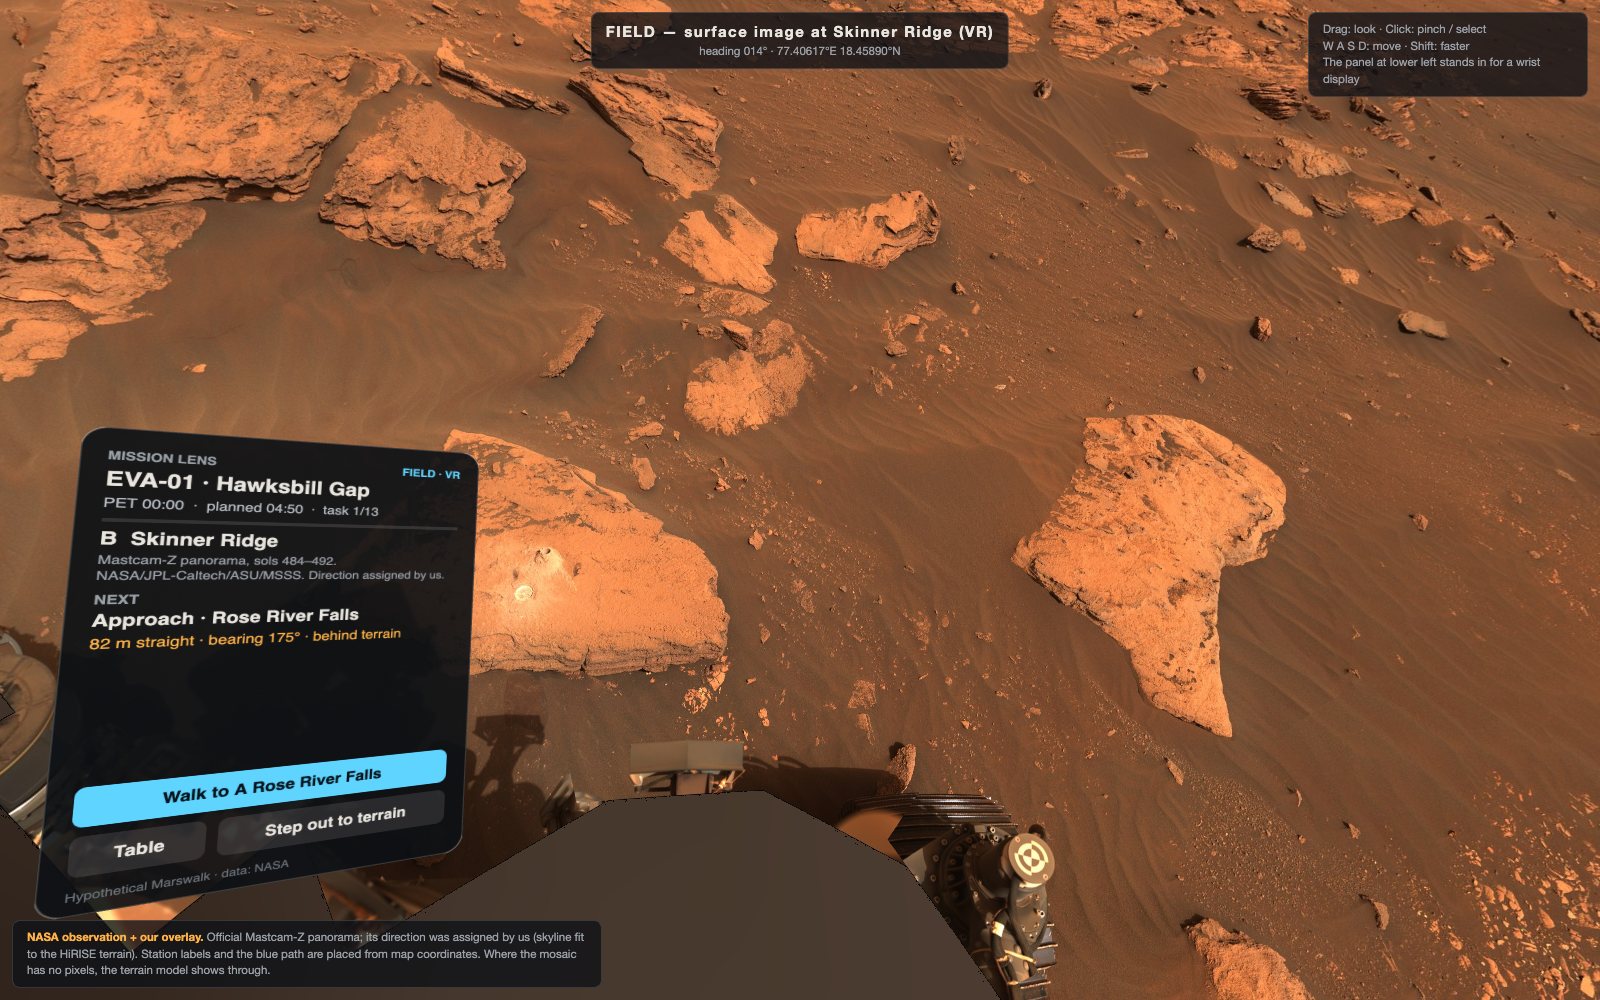 FIELD — surface image at Skinner Ridge (VR)
heading 014° · 77.40617°E 18.45890°N
Drag: look · Click: pinch / select
W A S D: move · Shift: faster
The panel at lower left stands in for a wrist
display
MISSION LENS
FIELD · VR
EVA-01 · Hawksbill Gap
PET 00:00 · planned 04:50 · task 1/13
B Skinner Ridge
Mastcam-Z panorama, sols 484–492.
NASA/JPL-Caltech/ASU/MSSS. Direction assigned by us.
NEXT
Approach · Rose River Falls
82 m straight · bearing 175° · behind terrain
Walk to A Rose River Falls
Table
Step out to terrain
Hypothetical Marswalk · data: NASA
NASA observation + our overlay. Official Mastcam-Z panorama; its direction was assigned by us (skyline fit
to the HiRISE terrain). Station labels and the blue path are placed from map coordinates. Where the mosaic
has no pixels, the terrain model shows through.